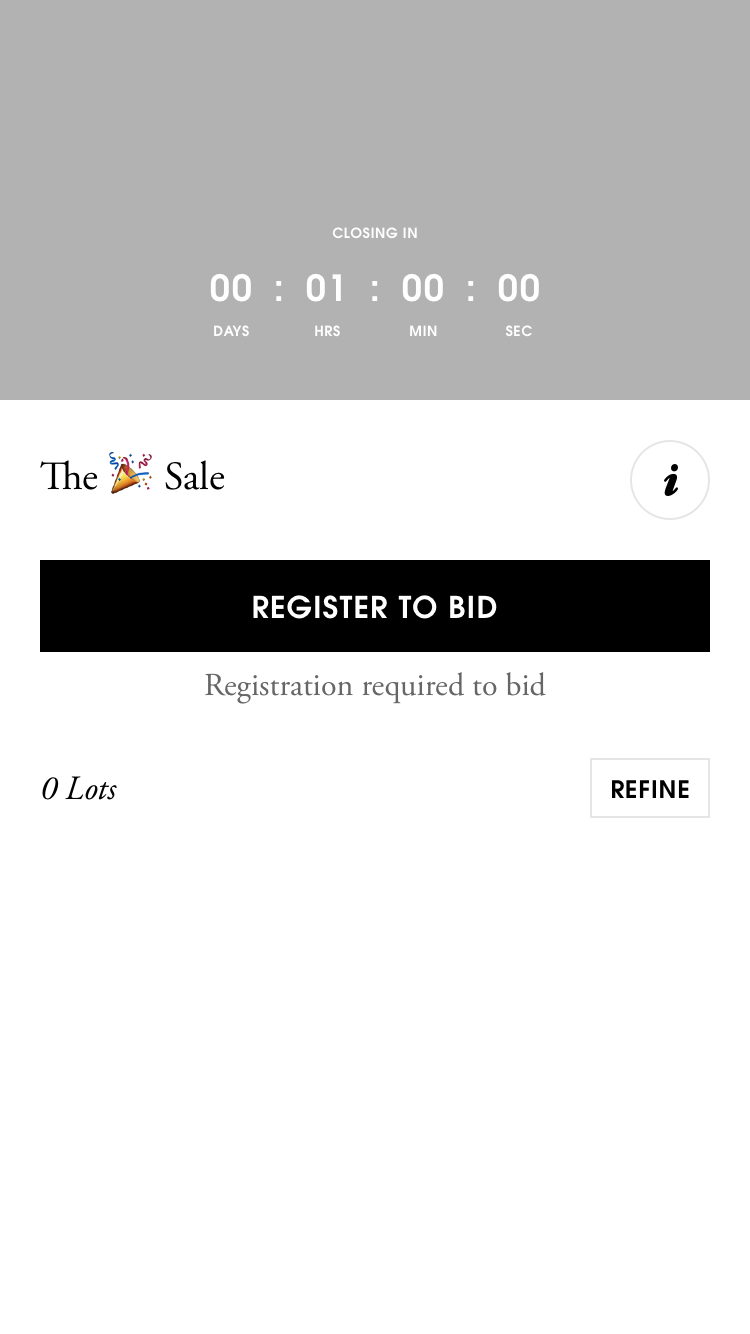 CLOSING IN
00 : 01 : 00 : 00
DAYS HRS MIN SEC
The 🎉 Sale
i
REGISTER TO BID
Registration required to bid
0 Lots
REFINE